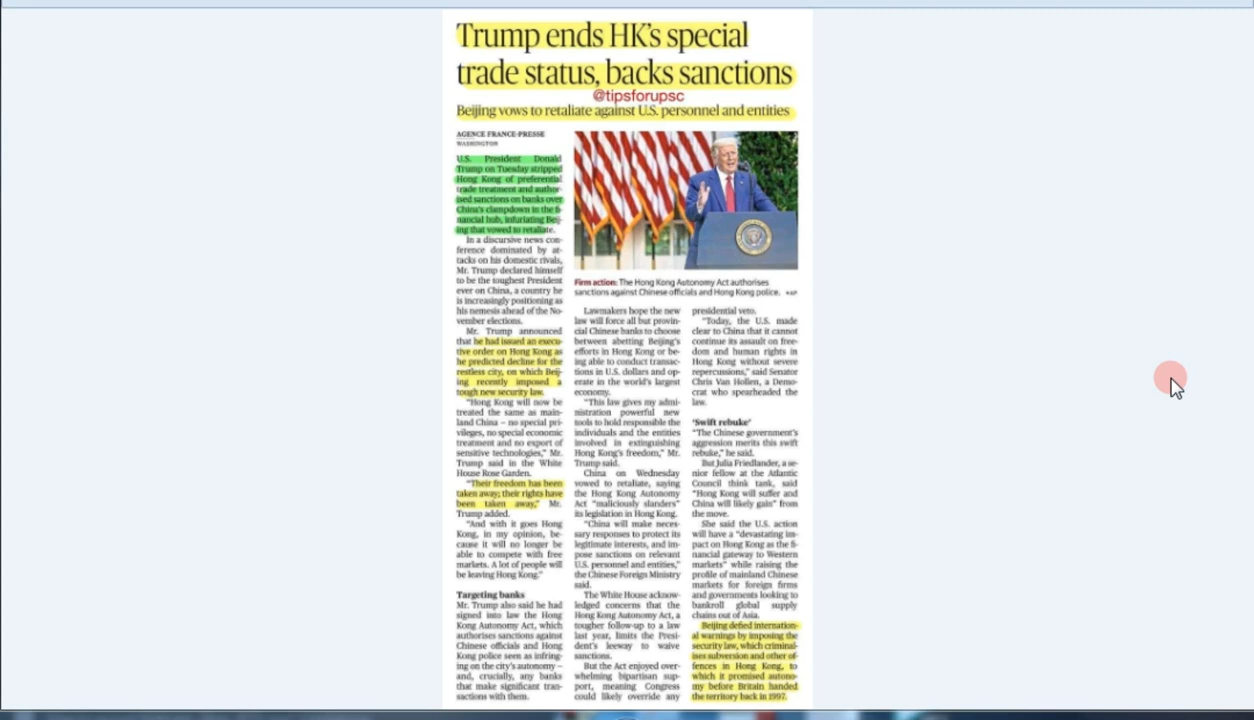 Trump ends HK's special
trade status, backs sanctions
@tipsforupsc
Beijing vows to retaliate against U.S. personnel and entities
AGENCE FRANCE-PRESSE
WASHINGTON
U.S. President Donald
Trump on Tuesday stripped
Hong Kong of preferential
trade treatment and author-
ised sanctions on banks over
China's clampdown in the fi-
nancial hub, infuriating Bei-
jing that vowed to retaliate.
In a discursive news con-
ference dominated by at-
tacks on his domestic rivals,
Mr. Trump declared himself
to be the toughest President
ever on China, a country he
is increasingly positioning as
his nemesis ahead of the No-
vember elections.
Mr. Trump announced
that he had issued an execu-
tive order on Hong Kong as
he predicted decline for the
restless city, on which Beij-
ing recently imposed a
tough new security law.
"Hong Kong will now be
treated the same as main-
land China – no special pri-
vileges, no special economic
treatment and no export of
sensitive technologies," Mr.
Trump said in the White
House Rose Garden.
"Their freedom has been
taken away; their rights have
been taken away," Mr.
Trump added.
"And with it goes Hong
Kong, in my opinion, be-
cause it will no longer be
able to compete with free
markets. A lot of people will
be leaving Hong Kong."
Targeting banks
Mr. Trump also said he had
signed into law the Hong
Kong Autonomy Act, which
authorises sanctions against
Chinese officials and Hong
Kong police seen as infring-
ing on the city's autonomy –
and, crucially, any banks
that make significant tran-
sactions with them.
Firm action: The Hong Kong Autonomy Act authorises
sanctions against Chinese officials and Hong Kong police. •AP
Lawmakers hope the new
law will force all but provin-
cial Chinese banks to choose
between abetting Beijing's
efforts in Hong Kong or be-
ing able to conduct transac-
tions in U.S. dollars and op-
erate in the world's largest
economy.
"This law gives my admi-
nistration powerful new
tools to hold responsible the
individuals and the entities
involved in extinguishing
Hong Kong's freedom," Mr.
Trump said.
China on Wednesday
vowed to retaliate, saying
the Hong Kong Autonomy
Act "maliciously slanders"
its legislation in Hong Kong.
"China will make neces-
sary responses to protect its
legitimate interests, and im-
pose sanctions on relevant
U.S. personnel and entities,"
the Chinese Foreign Ministry
said.
The White House acknow-
ledged concerns that the
Hong Kong Autonomy Act, a
tougher follow-up to a law
last year, limits the Presi-
dent's leeway to waive
sanctions.
But the Act enjoyed over-
whelming bipartisan sup-
port, meaning Congress
could likely override any
presidential veto.
"Today, the U.S. made
clear to China that it cannot
continue its assault on free-
dom and human rights in
Hong Kong without severe
repercussions," said Senator
Chris Van Hollen, a Demo-
crat who spearheaded the
law.
'Swift rebuke'
"The Chinese government's
aggression merits this swift
rebuke," he said.
But Julia Friedlander, a se-
nior fellow at the Atlantic
Council think tank, said
"Hong Kong will suffer and
China will likely gain" from
the move.
She said the U.S. action
will have a "devastating im-
pact on Hong Kong as the fi-
nancial gateway to Western
markets" while raising the
profile of mainland Chinese
markets for foreign firms
and governments looking to
bankroll global supply
chains out of Asia.
Beijing defied internation-
al warnings by imposing the
security law, which criminal-
ises subversion and other of-
fences in Hong Kong, to
which it promised autono-
my before Britain handed
the territory back in 1997.